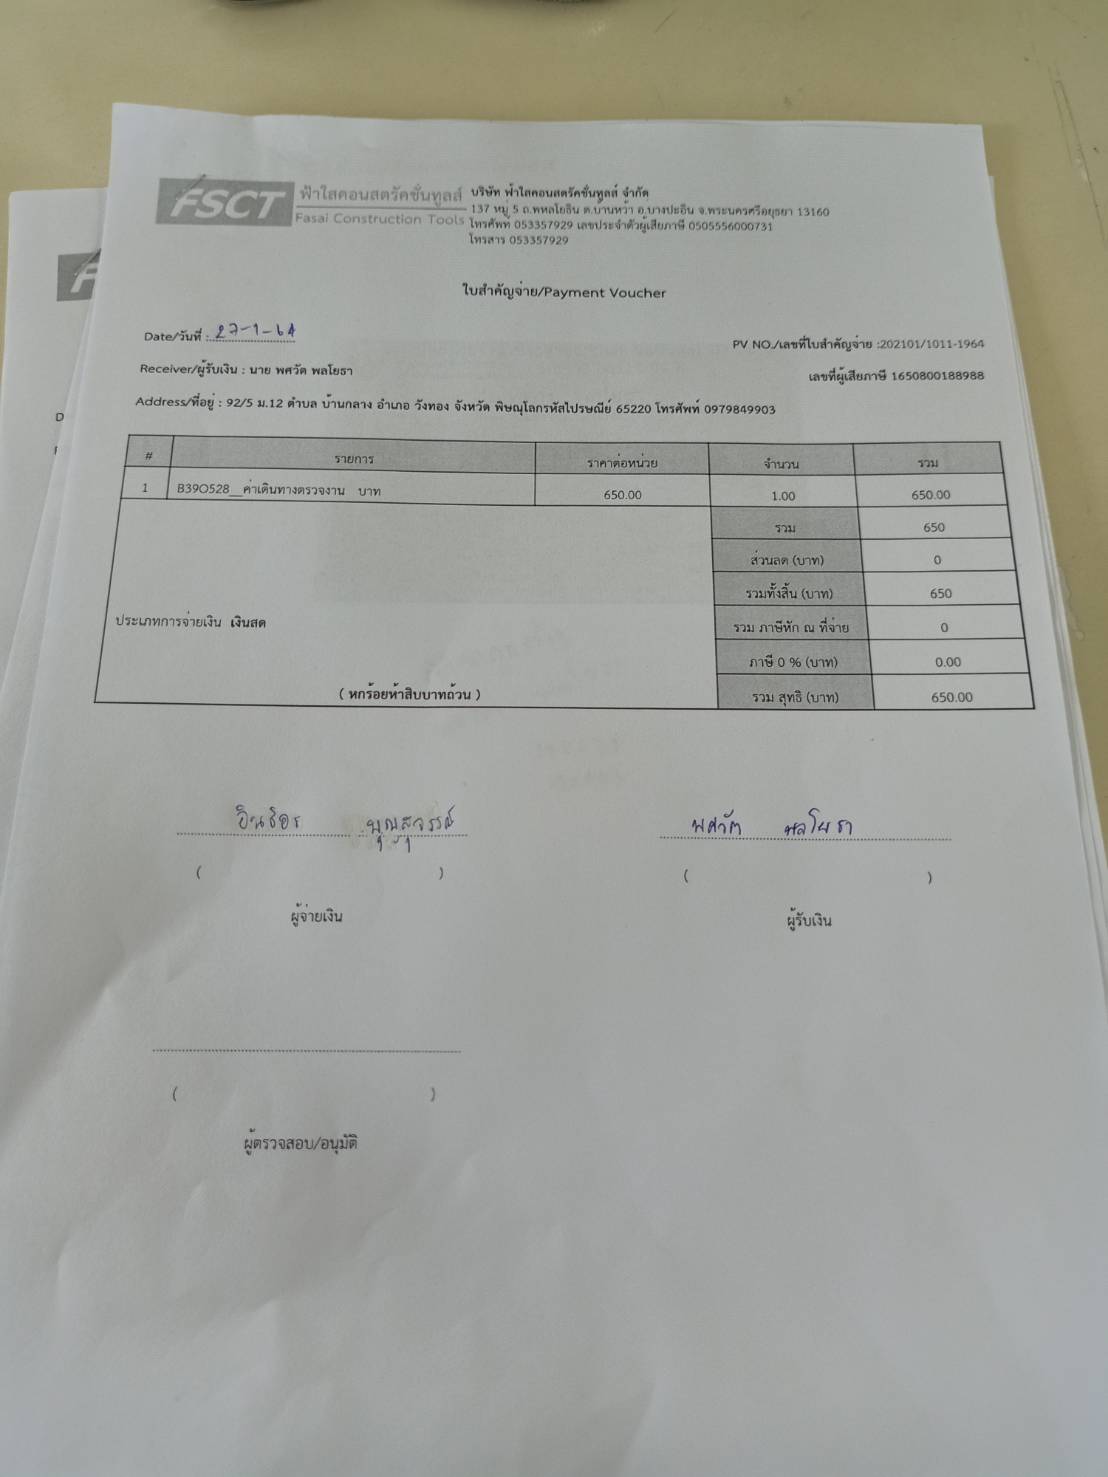 FSCT ฟ้าใสคอนสตรัคชั่นทูลส์
Fasai Construction Tools
บริษัท ฟ้าใสคอนสตรัคชั่นทูลส์ จำกัด
137 หมู่ 5 ถ.พหลโยธิน ต.บ้านหว้า อ.บางปะอิน จ.พระนครศรีอยุธยา 13160
โทรศัพท์ 053357929 เลขประจำตัวผู้เสียภาษี 0505556000731
โทรสาร 053357929
ใบสำคัญจ่าย/Payment Voucher
Date/วันที่ : 27-1-64
PV NO./เลขที่ใบสำคัญจ่าย :202101/1011-1964
Receiver/ผู้รับเงิน : นาย พศวัต พลโยธา
เลขที่ผู้เสียภาษี 1650800188988
Address/ที่อยู่ : 92/5 ม.12 ตำบล บ้านกลาง อำเภอ วังทอง จังหวัด พิษณุโลกรหัสไปรษณีย์ 65220 โทรศัพท์ 0979849903
# รายการ ราคาต่อหน่วย จำนวน รวม
1 B390528__ค่าเดินทางตรวจงาน บาท 650.00 1.00 650.00
รวม 650
ส่วนลด (บาท) 0
รวมทั้งสิ้น (บาท) 650
ประเภทการจ่ายเงิน เงินสด
รวม ภาษีหัก ณ ที่จ่าย 0
ภาษี 0 % (บาท) 0.00
( หกร้อยห้าสิบบาทถ้วน ) รวม สุทธิ (บาท) 650.00
พศวัต พลโยธา
( ) ( )
ผู้จ่ายเงิน ผู้รับเงิน
( )
ผู้ตรวจสอบ/อนุมัติ